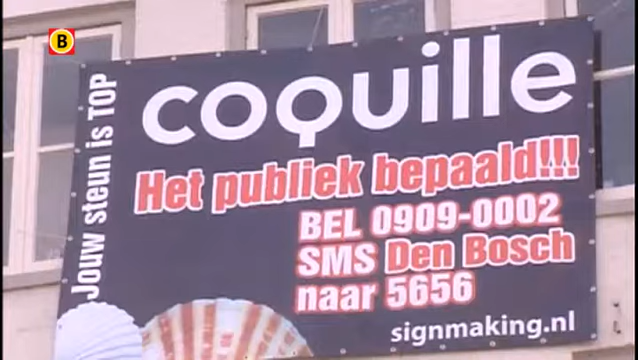 B
Jouw steun is TOP
coquille
Het publiek bepaald!!!
BEL 0909-0002
SMS Den Bosch
naar 5656
signmaking.nl